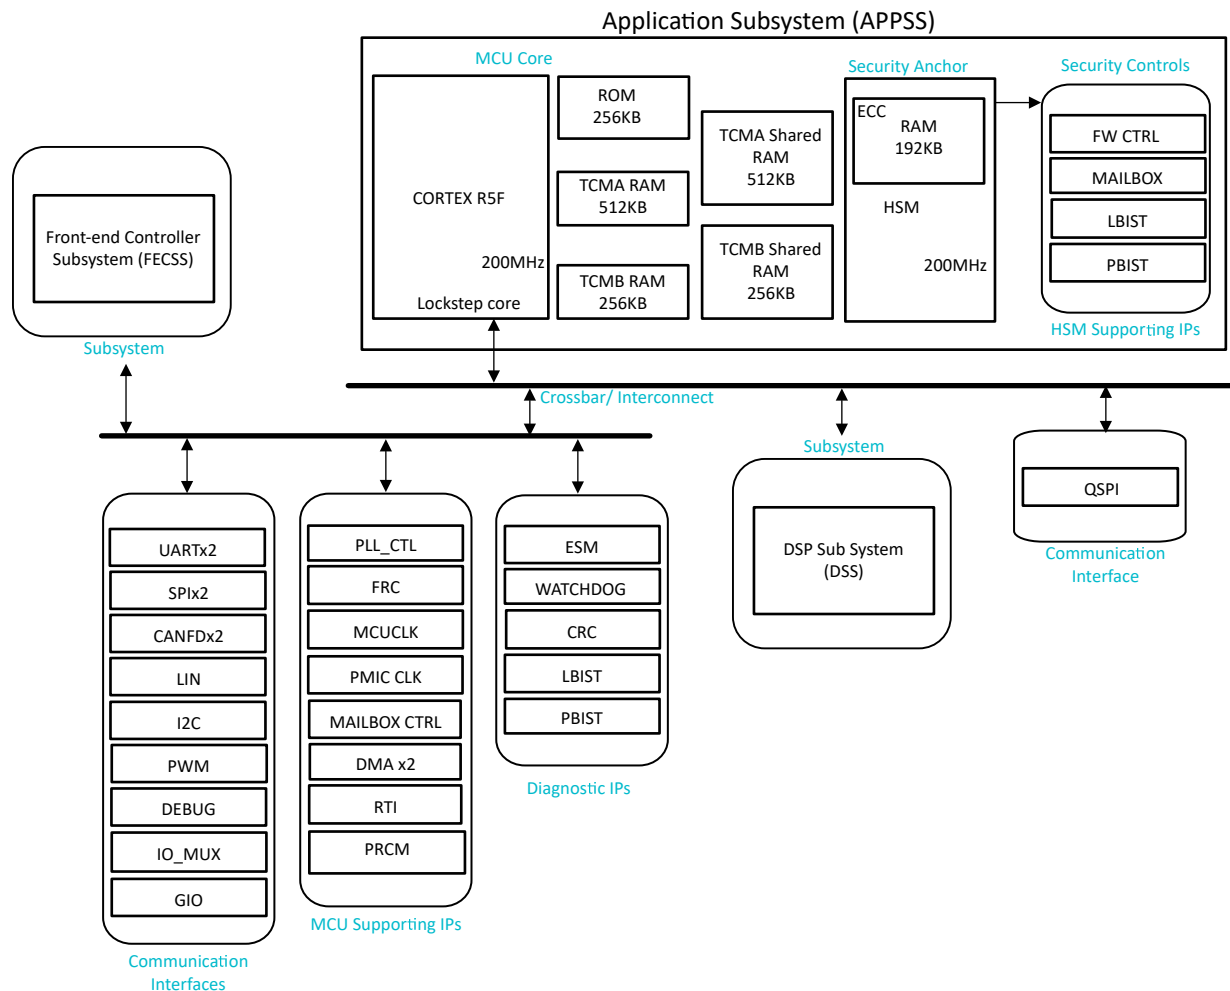 Application Subsystem (APPSS)
MCU Core
Security Anchor
Security Controls
CORTEX R5F
200MHz
Lockstep core
ROM
256KB
TCMA RAM
512KB
TCMB RAM
256KB
TCMA Shared
RAM
512KB
TCMB Shared
RAM
256KB
ECC
RAM
192KB
HSM
200MHz
FW CTRL
MAILBOX
LBIST
PBIST
HSM Supporting IPs
Front-end Controller
Subsystem (FECSS)
Subsystem
Crossbar/ Interconnect
UARTx2
SPIx2
CANFDx2
LIN
I2C
PWM
DEBUG
IO_MUX
GIO
Communication
Interfaces
PLL_CTL
FRC
MCUCLK
PMIC CLK
MAILBOX CTRL
DMA x2
RTI
PRCM
MCU Supporting IPs
ESM
WATCHDOG
CRC
LBIST
PBIST
Diagnostic IPs
Subsystem
DSP Sub System
(DSS)
QSPI
Communication
Interface